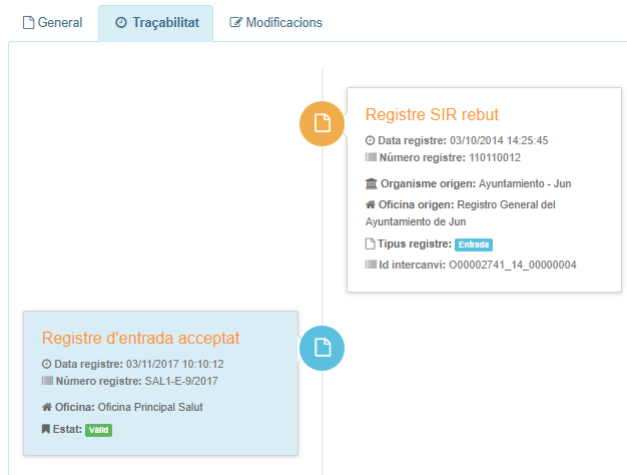 General Traçabilitat Modificacions
Registre SIR rebut
Data registre: 03/10/2014 14:25:45
Número registre: 110110012
Organisme origen: Ayuntamiento - Jun
Oficina origen: Registro General del
Ayuntamiento de Jun
Tipus registre: Entrada
Id intercanvi: O00002741_14_00000004
Registre d'entrada acceptat
Data registre: 03/11/2017 10:10:12
Número registre: SAL1-E-9/2017
Oficina: Oficina Principal Salut
Estat: Vàlid